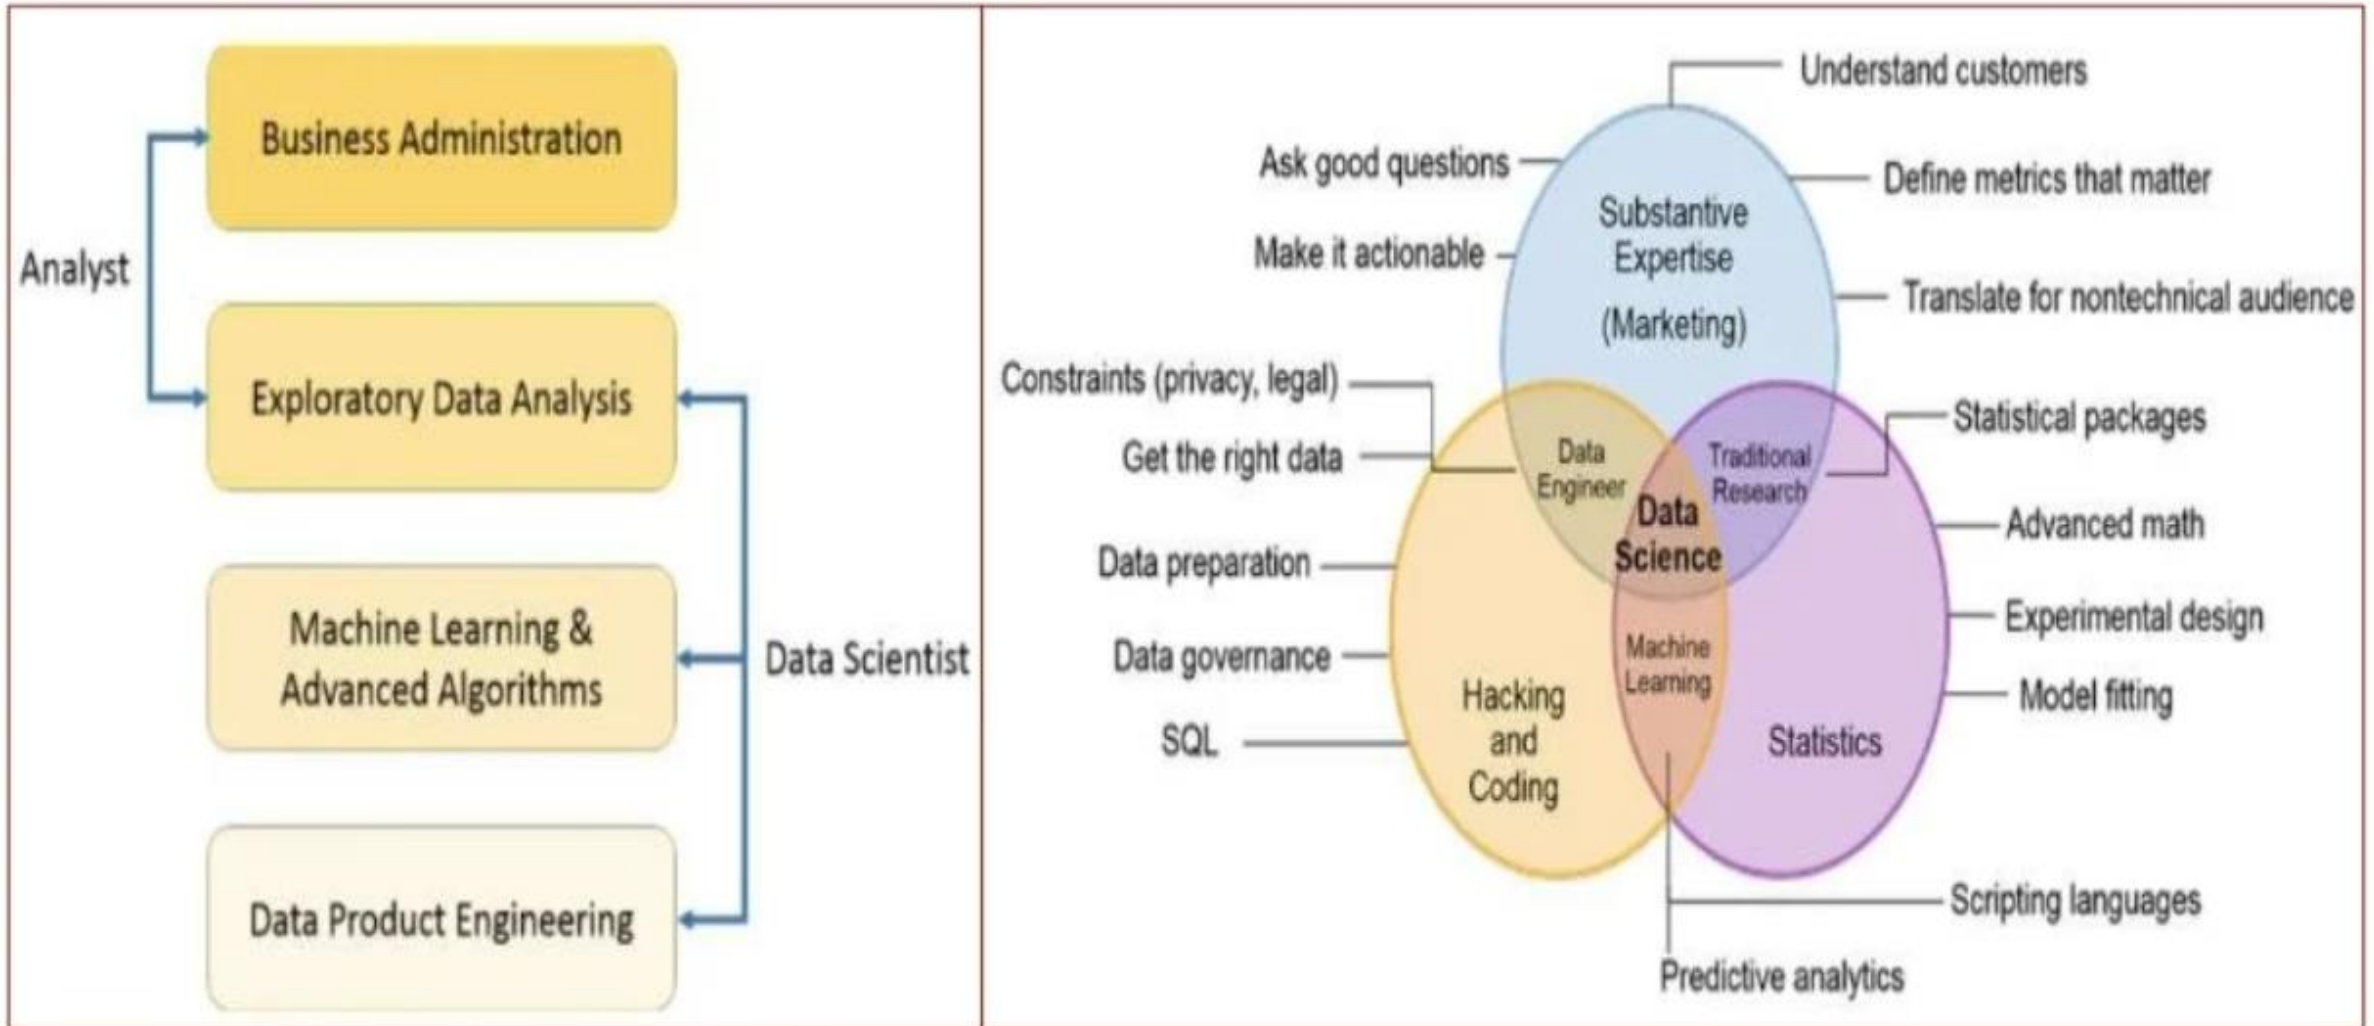 Business Administration
Analyst
Exploratory Data Analysis
Machine Learning &
Advanced Algorithms
Data Scientist
Data Product Engineering
Understand customers
Ask good questions
Define metrics that matter
Substantive
Expertise
(Marketing)
Make it actionable
Translate for nontechnical audience
Constraints (privacy, legal)
Statistical packages
Get the right data
Data
Engineer
Traditional
Research
Data
Science
Advanced math
Data preparation
Experimental design
Data governance
Machine
Learning
Model fitting
Hacking
and
Coding
SQL
Statistics
Scripting languages
Predictive analytics